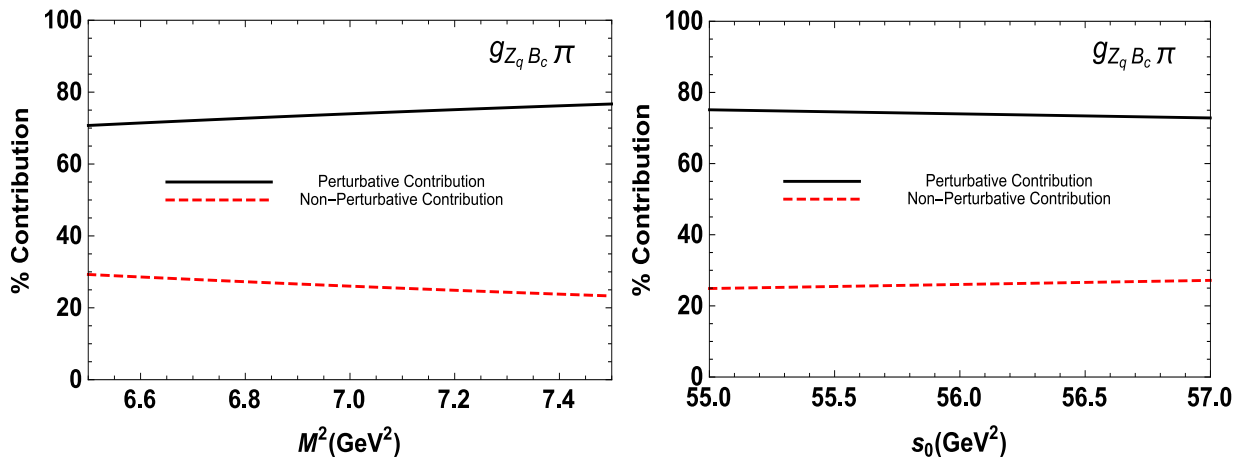 100
80
60
40
20
0
% Contribution
g_{Z_q B_c} π
Perturbative Contribution
Non–Perturbative Contribution
6.6 6.8 7.0 7.2 7.4
M²(GeV²)
100
80
60
40
20
0
% Contribution
g_{Z_q B_c} π
Perturbative Contribution
Non–Perturbative Contribution
55.0 55.5 56.0 56.5 57.0
s₀(GeV²)